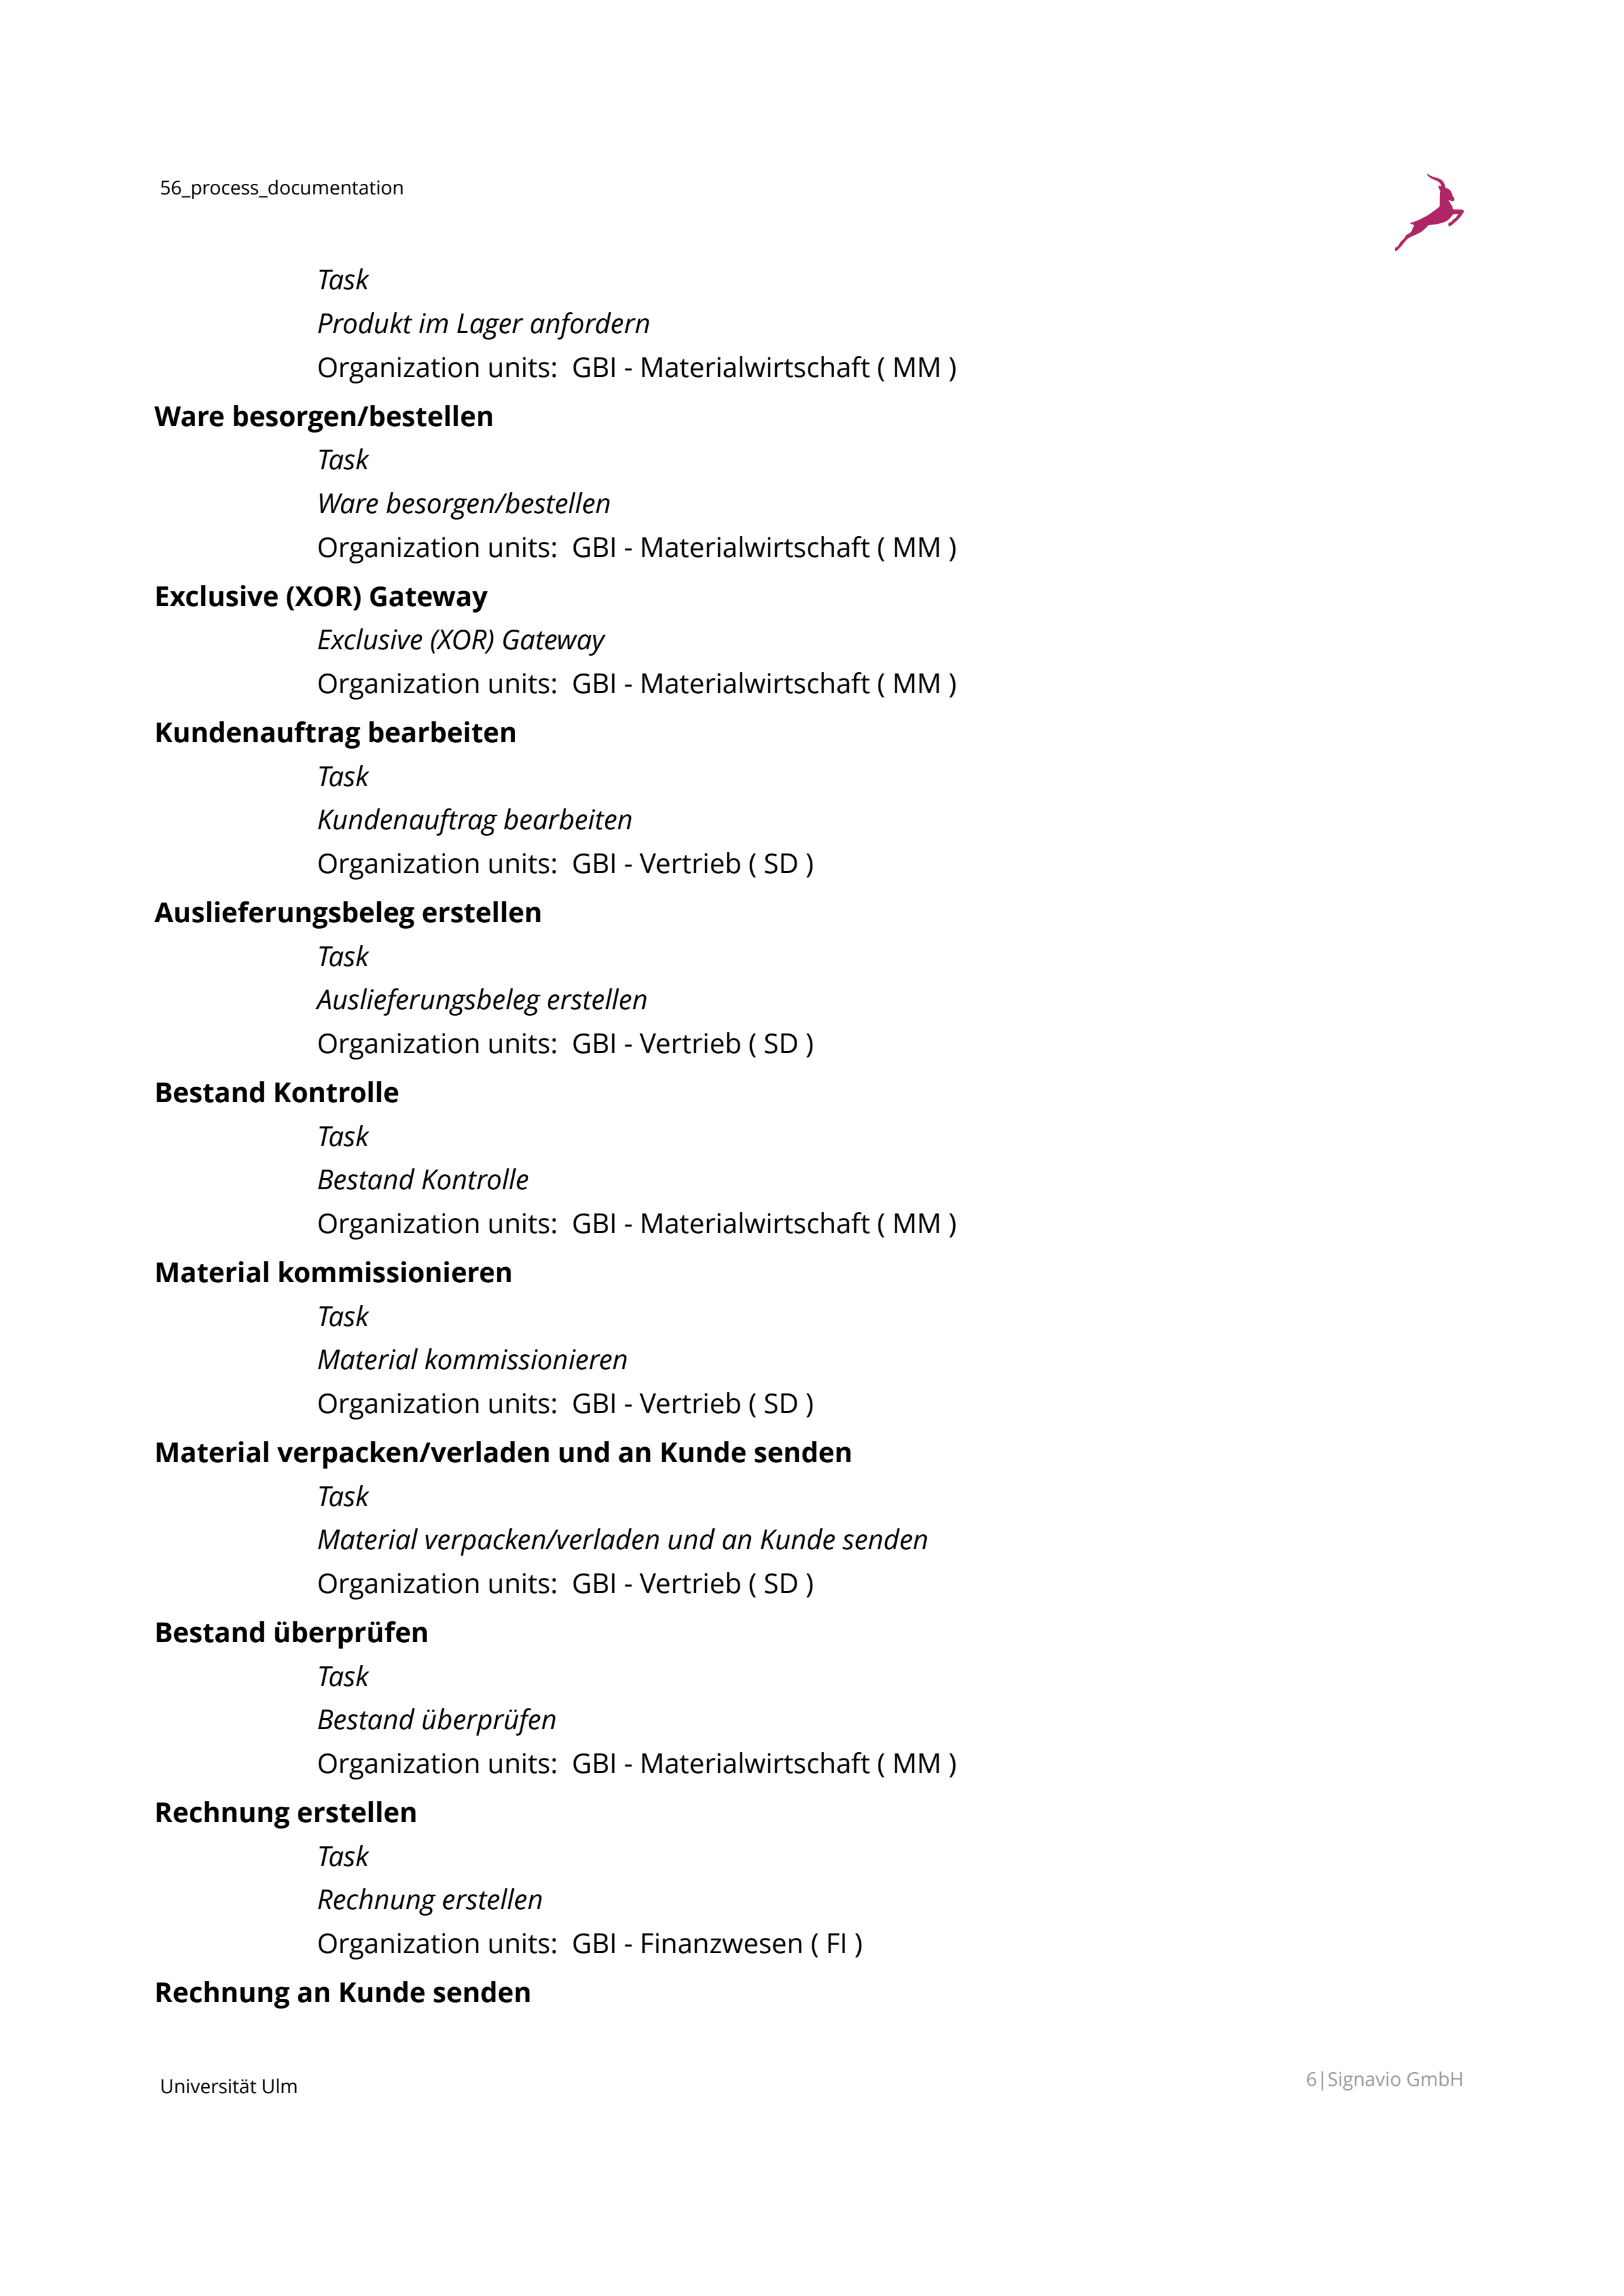 56_process_documentation
Task
Produkt im Lager anfordern
Organization units:  GBI - Materialwirtschaft ( MM )
Ware besorgen/bestellen
Task
Ware besorgen/bestellen
Organization units:  GBI - Materialwirtschaft ( MM )
Exclusive (XOR) Gateway
Exclusive (XOR) Gateway
Organization units:  GBI - Materialwirtschaft ( MM )
Kundenauftrag bearbeiten
Task
Kundenauftrag bearbeiten
Organization units:  GBI - Vertrieb ( SD )
Auslieferungsbeleg erstellen
Task
Auslieferungsbeleg erstellen
Organization units:  GBI - Vertrieb ( SD )
Bestand Kontrolle
Task
Bestand Kontrolle
Organization units:  GBI - Materialwirtschaft ( MM )
Material kommissionieren
Task
Material kommissionieren
Organization units:  GBI - Vertrieb ( SD )
Material verpacken/verladen und an Kunde senden
Task
Material verpacken/verladen und an Kunde senden
Organization units:  GBI - Vertrieb ( SD )
Bestand überprüfen
Task
Bestand überprüfen
Organization units:  GBI - Materialwirtschaft ( MM )
Rechnung erstellen
Task
Rechnung erstellen
Organization units:  GBI - Finanzwesen ( FI )
Rechnung an Kunde senden
Universität Ulm
6|Signavio GmbH